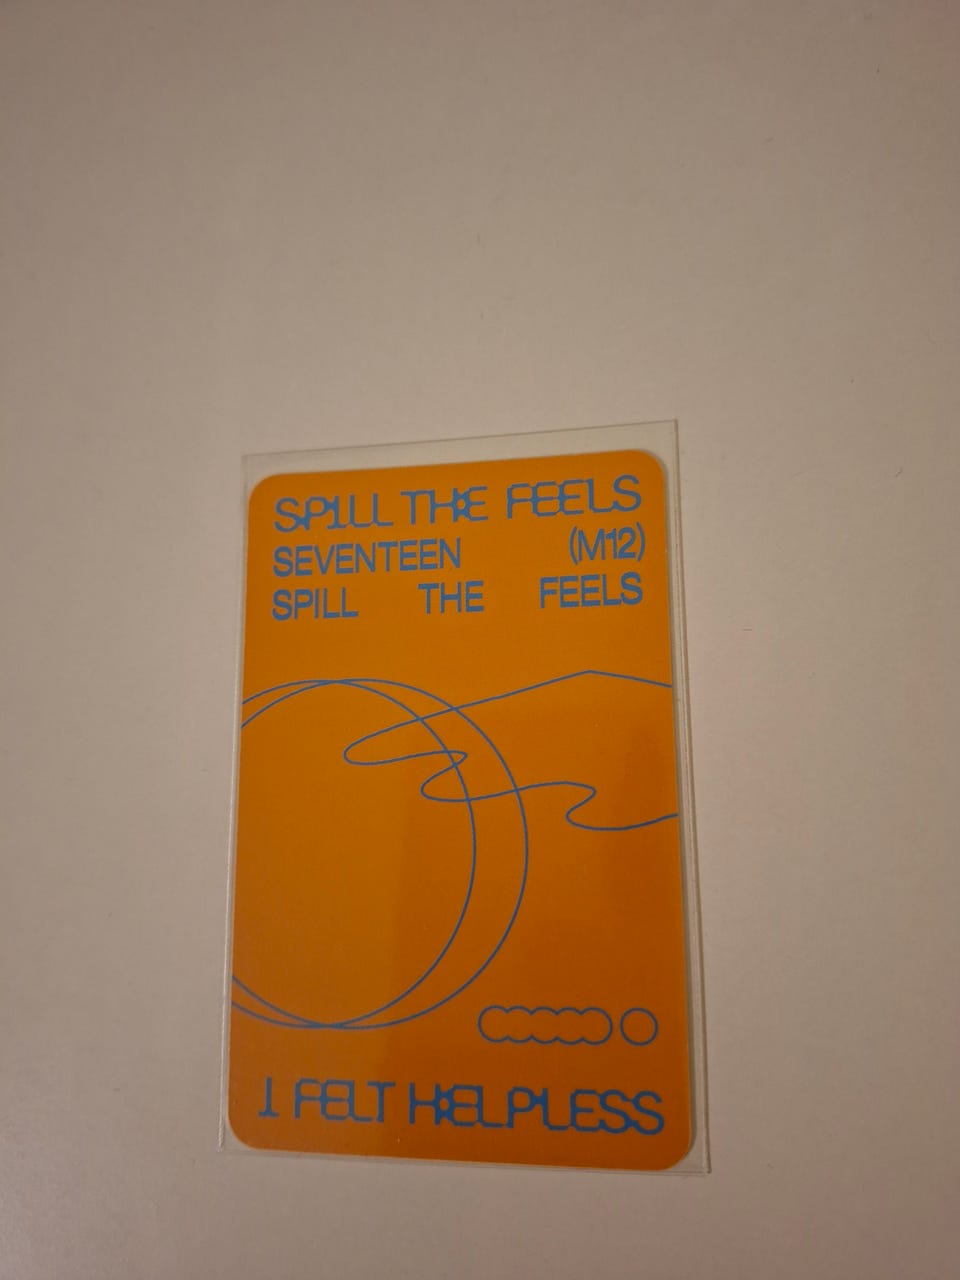 SPILL THE FEELS
SEVENTEEN (M12)
SPILL THE FEELS
I FELT HELPLESS